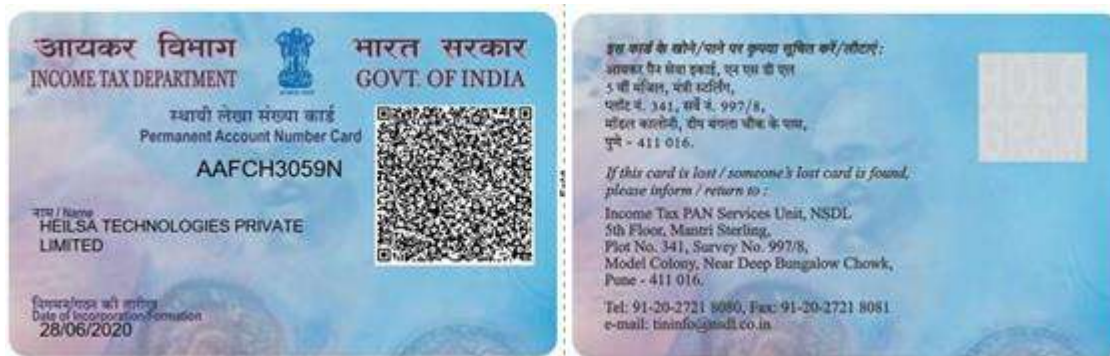 आयकर विभाग
INCOME TAX DEPARTMENT
भारत सरकार
GOVT. OF INDIA
स्थायी लेखा संख्या कार्ड
Permanent Account Number Card
AAFCH3059N
नाम / Name
HEILSA TECHNOLOGIES PRIVATE
LIMITED
निगमन/गठन की तारीख
Date of Incorporation/Formation
28/06/2020
इस कार्ड के खोने/पाने पर कृपया सूचित करें/लौटाएं :
आयकर पैन सेवा इकाई, एन एस डी एल
5 वीं मंजिल, मंत्री स्टर्लिंग,
प्लॉट नं. 341, सर्वे नं. 997/8,
मॉडल कालोनी, दीप बंगला चौक के पास,
पुणे - 411 016.
If this card is lost / someone's lost card is found,
please inform / return to :
Income Tax PAN Services Unit, NSDL
5th Floor, Mantri Sterling,
Plot No. 341, Survey No. 997/8,
Model Colony, Near Deep Bungalow Chowk,
Pune - 411 016.
Tel: 91-20-2721 8080, Fax: 91-20-2721 8081
e-mail: tininfo@nsdl.co.in